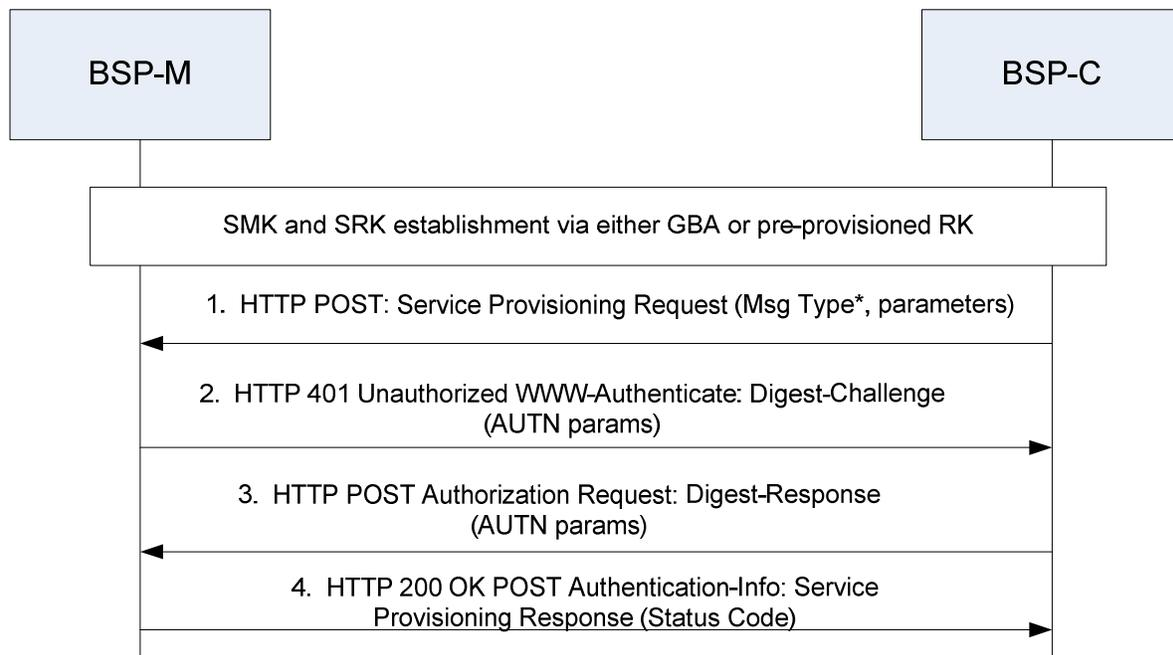 BSP-M
BSP-C
SMK and SRK establishment via either GBA or pre-provisioned RK
1. HTTP POST: Service Provisioning Request (Msg Type*, parameters)
2. HTTP 401 Unauthorized WWW-Authenticate: Digest-Challenge
(AUTN params)
3. HTTP POST Authorization Request: Digest-Response
(AUTN params)
4. HTTP 200 OK POST Authentication-Info: Service
Provisioning Response (Status Code)